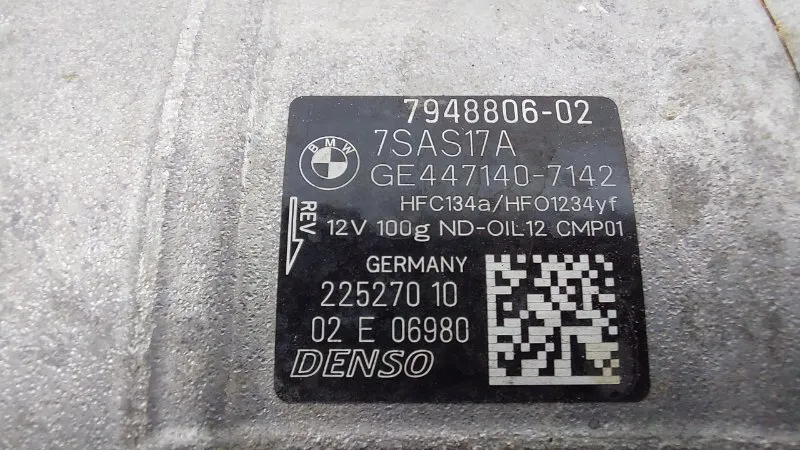 7948806-02
BMW
7SAS17A
GE447140-7142
HFC134a/HFO1234yf
REV
12V 100g ND-OIL12 CMP01
GERMANY
225270 10
02 E 06980
DENSO